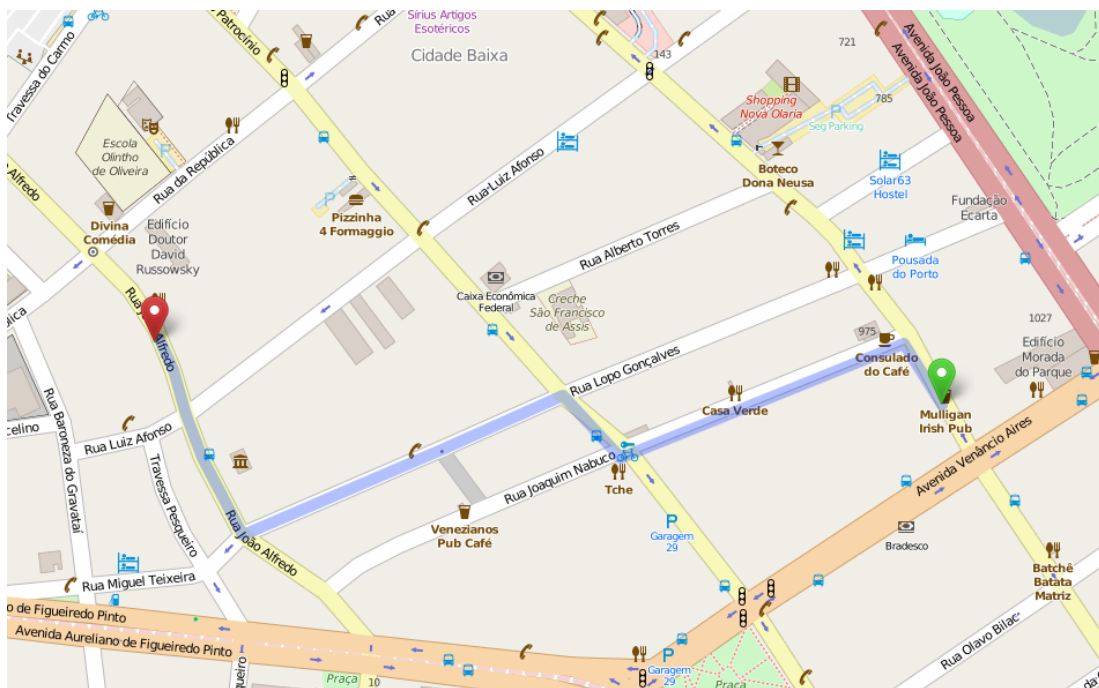 Travessa do Carmo
Patrocínio
Rua
Sírius Artigos
Esotéricos
Cidade Baixa
143
721
785
Avenida João Pessoa
Avenida João Pessoa
Shopping
Nova Olaria
Seg Parking
P
Escola
Olintho
de Oliveira
P
Rua da República
Rua Luiz Afonso
Boteco
Dona Neusa
Solar63
Hostel
Fundação
Ecarta
Alfredo
Divina
Comédia
Edifício
Doutor
David
Russowsky
P
Pizzinha
4 Formaggio
Rua Alberto Torres
Pousada
do Porto
Caixa Econômica
Federal
Creche
São Francisco
de Assis
Alfredo
975
1027
Edifício
Morada
do Parque
Consulado
do Café
Rua Lopo Gonçalves
Casa Verde
Mulligan
Irish Pub
Rua Baroneza do Gravataí
celino
Rua Luiz Afonso
Travessa Pesqueiro
Avenida Venâncio Aires
Rua Joaquim Nabuco
Tche
Venezianos
Pub Café
Rua João Alfredo
P
Garagem
29
Bradesco
Batchê
Batata
Matriz
Rua Miguel Teixeira
o de Figueiredo Pinto
Avenida Aureliano de Figueiredo Pinto
Rua Olavo Bilac
P
Garagem
29
Praça
10
Praça
queiro